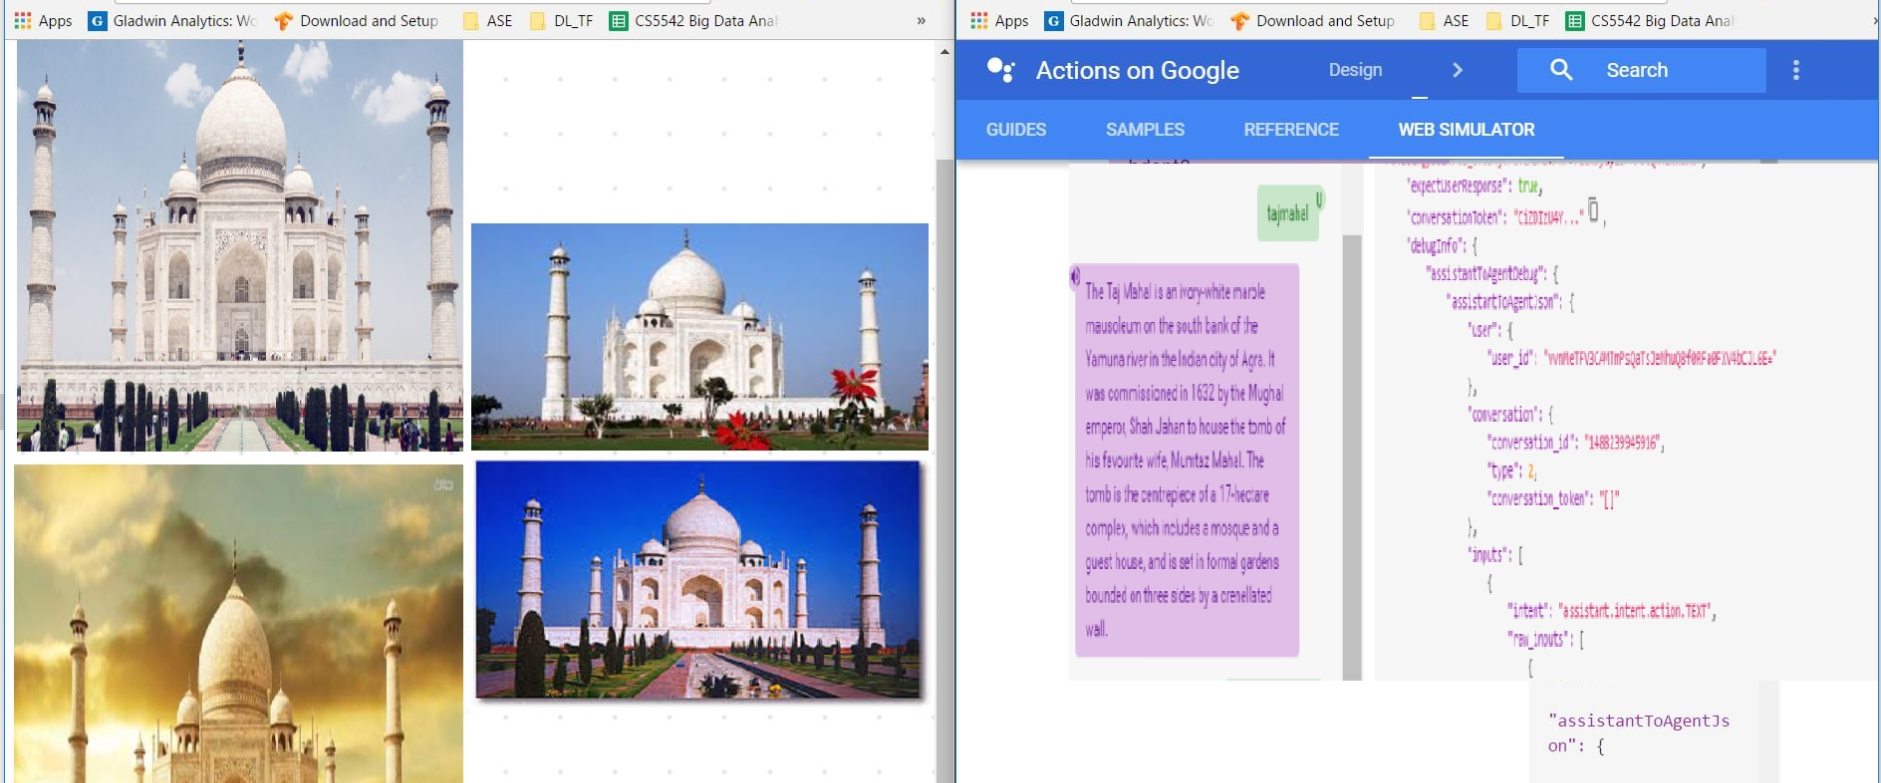 Apps
Gladwin Analytics: Wo
Download and Setup
ASE
DL_TF
CS5542 Big Data Anal
»
Apps
Gladwin Analytics: Wo
Download and Setup
ASE
DL_TF
CS5542 Big Data Anal
Actions on Google
Design
Search
GUIDES
SAMPLES
REFERENCE
WEB SIMULATOR
tajmahal
U
The Taj Mahal is an ivory-white marble
mausoleum on the south bank of the
Yamuna river in the Indian city of Agra. It
was commissioned in 1632 by the Mughal
emperor, Shah Jahan to house the tomb of
his favourite wife, Mumtaz Mahal. The
tomb is the centrepiece of a 17-hectare
complex, which includes a mosque and a
guest house, and is set in formal gardens
bounded on three sides by a crenellated
wall.
"expectUserResponse": true,
"conversationToken": "CiZDIzU4Y..." ,
"debugInfo": {
"assistantToAgentDebug": {
"assistantToAgentJson": {
"user": {
"user_id":
},
"conversation": {
"conversation_id": "1488239945916",
"type": 2,
"conversation_token": "[]"
},
"inputs": [
{
"intent": "assistant.intent.action.TEXT",
"raw_inputs": [
{
"assistantToAgentJs
on": {